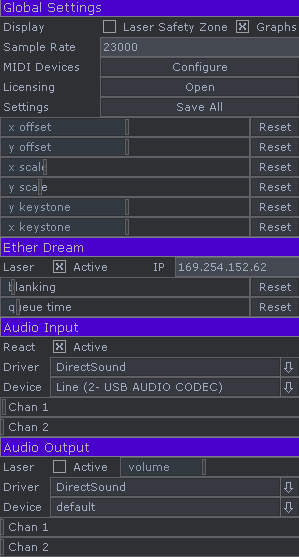 Global Settings
Display Laser Safety Zone Graphs
Sample Rate 23000
MIDI Devices Configure
Licensing Open
Settings Save All
x offset Reset
y offset Reset
x scale Reset
y scale Reset
y keystone Reset
x keystone Reset
Ether Dream
Laser Active IP 169.254.152.62
blanking Reset
queue time Reset
Audio Input
React Active
Driver DirectSound
Device Line (2- USB AUDIO CODEC)
Chan 1
Chan 2
Audio Output
Laser Active volume
Driver DirectSound
Device default
Chan 1
Chan 2